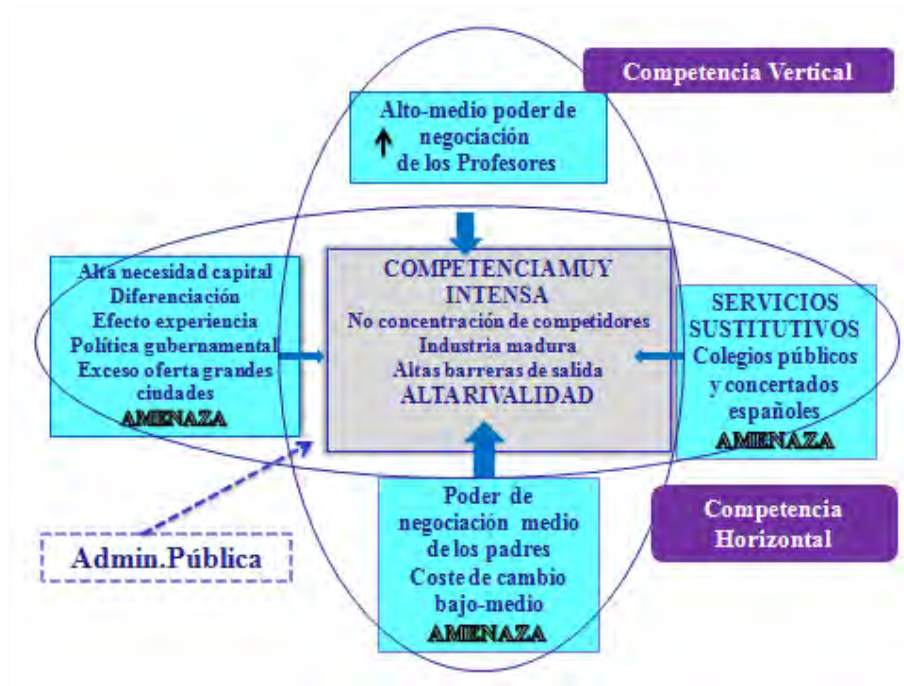 Competencia Vertical
Alto-medio poder de
negociación
de los Profesores
Alta necesidad capital
Diferenciación
Efecto experiencia
Política gubernamental
Exceso oferta grandes
ciudades
AMENAZA
COMPETENCIA MUY
INTENSA
No concentración de competidores
Industria madura
Altas barreras de salida
ALTA RIVALIDAD
SERVICIOS
SUSTITUTIVOS
Colegios públicos
y concertados
españoles
AMENAZA
Admin.Pública
Poder de
negociación medio
de los padres
Coste de cambio
bajo-medio
AMENAZA
Competencia
Horizontal